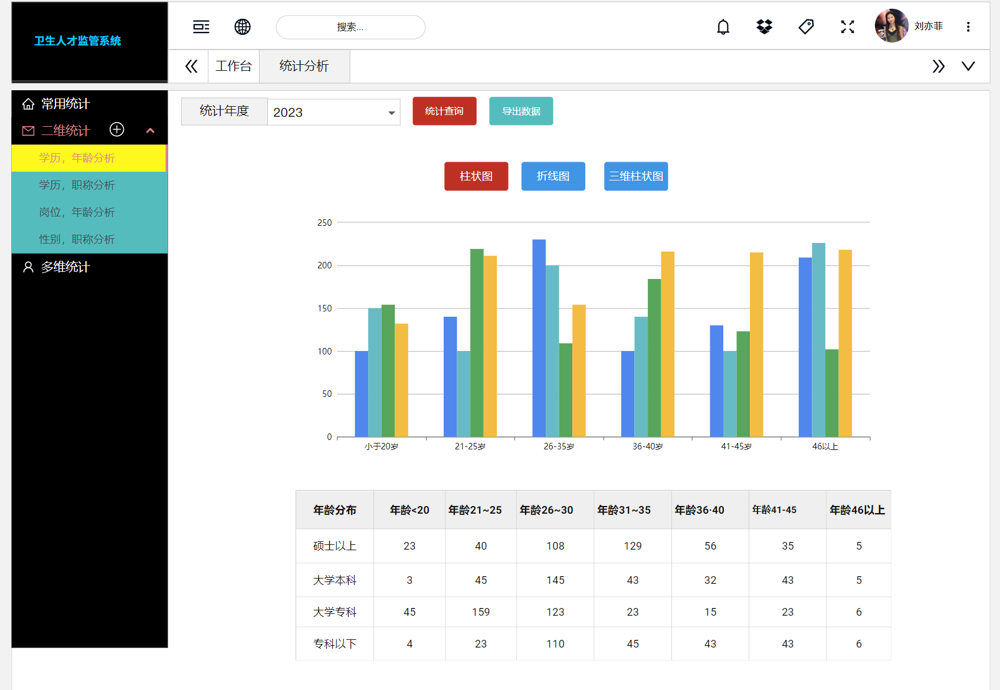 卫生人才监管系统
搜索...
刘亦菲
工作台
统计分析
常用统计
二维统计
学历，年龄分析
学历，职称分析
岗位，年龄分析
性别，职称分析
多维统计
统计年度
2023
统计查询
导出数据
柱状图
折线图
三维柱状图
250
200
150
100
50
0
小于20岁
21-25岁
26-35岁
36-40岁
41-45岁
46以上
年龄分布 年龄<20 年龄21~25 年龄26~30 年龄31~35 年龄36·40 年龄41-45 年龄46以上
硕士以上 23 40 108 129 56 35 5
大学本科 3 45 145 43 32 43 5
大学专科 45 159 123 23 15 23 6
专科以下 4 23 110 45 43 43 6